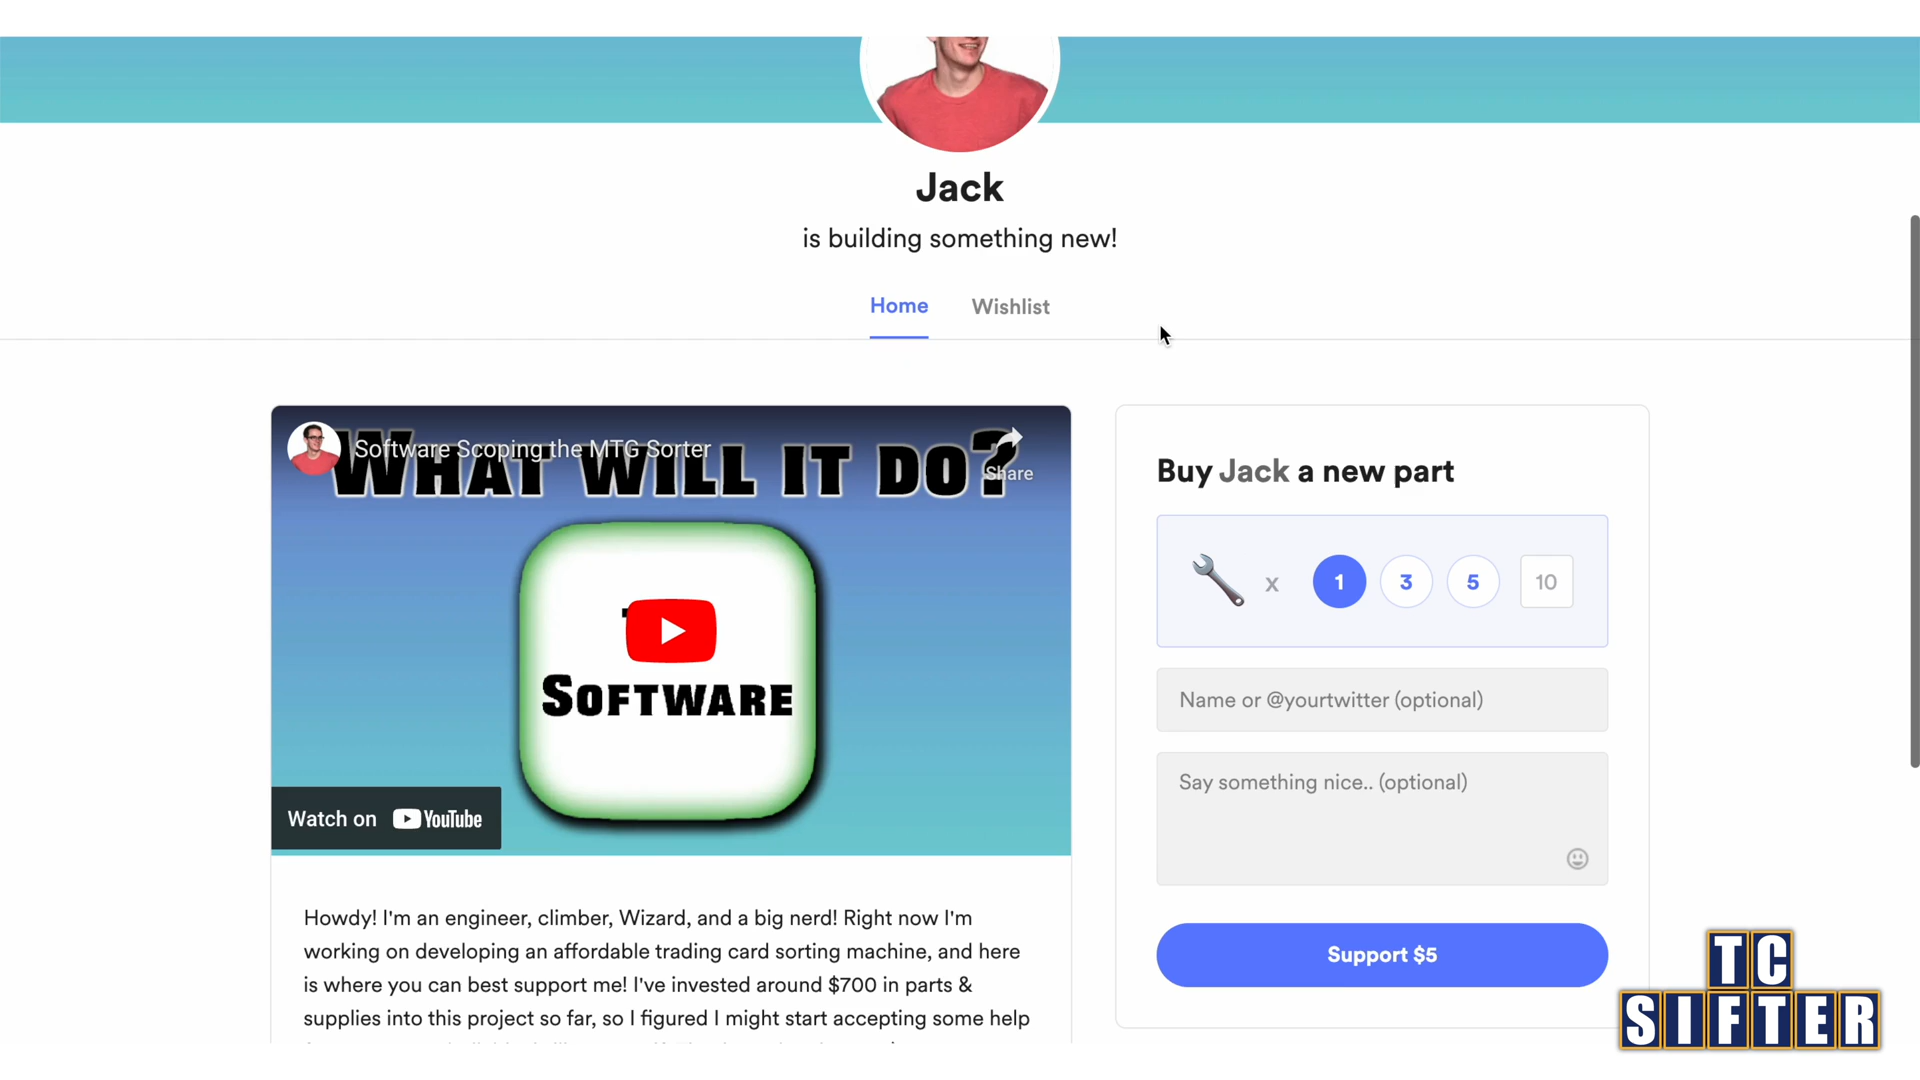 Jack
is building something new!
Home
Wishlist
Software Scoping the MTG Sorter
WHAT WILL IT DO?
Share
SOFTWARE
Watch on YouTube
Howdy! I'm an engineer, climber, Wizard, and a big nerd! Right now I'm
working on developing an affordable trading card sorting machine, and here
is where you can best support me! I've invested around $700 in parts &
supplies into this project so far, so I figured I might start accepting some help
Buy Jack a new part
x 1 3 5 10
Name or @yourtwitter (optional)
Say something nice.. (optional)
Support $5
TC
SIFTER